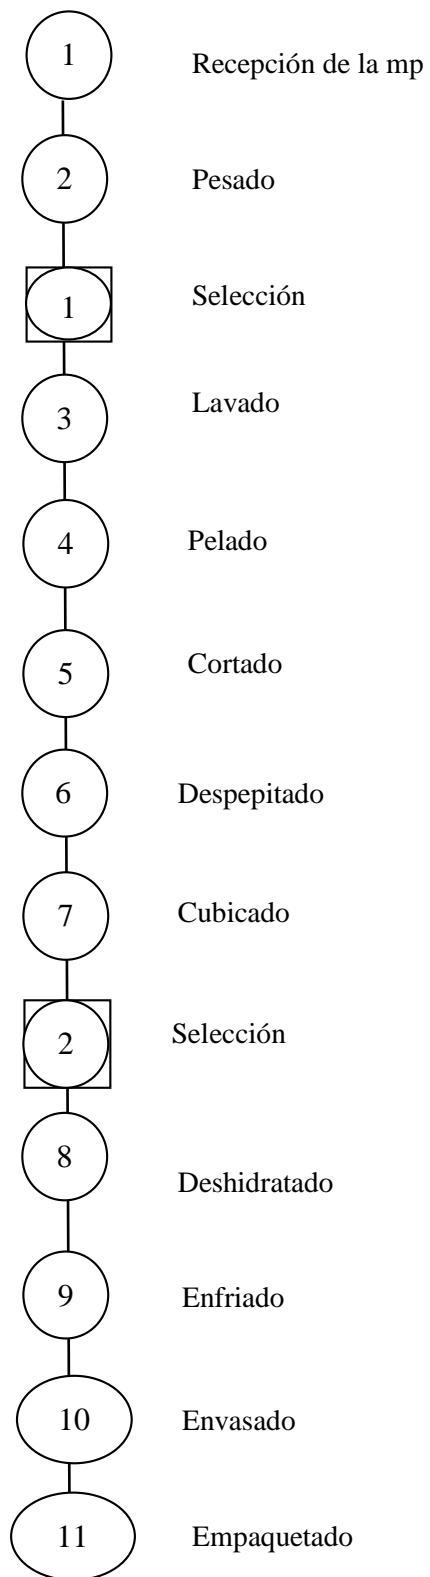 1 Recepción de la mp
2 Pesado
1 Selección
3 Lavado
4 Pelado
5 Cortado
6 Despepitado
7 Cubicado
2 Selección
8 Deshidratado
9 Enfriado
10 Envasado
11 Empaquetado